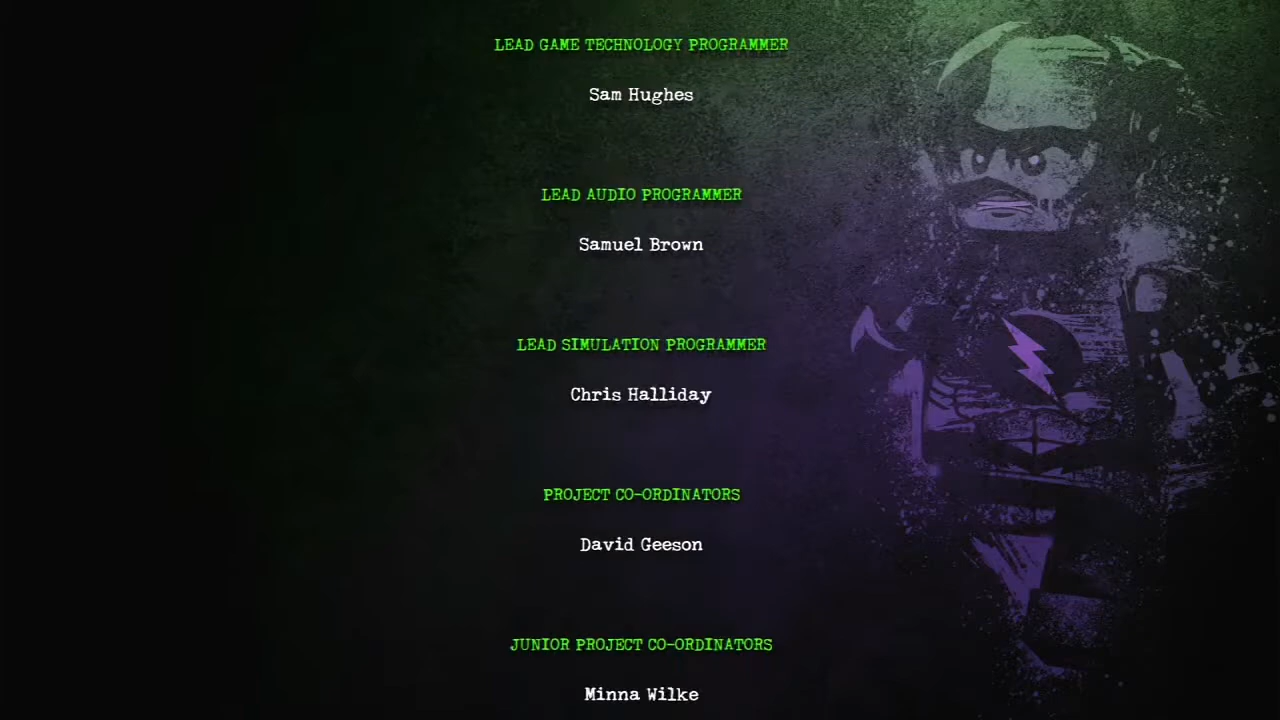 LEAD GAME TECHNOLOGY PROGRAMMER
Sam Hughes
LEAD AUDIO PROGRAMMER
Samuel Brown
LEAD SIMULATION PROGRAMMER
Chris Halliday
PROJECT CO-ORDINATORS
David Geeson
JUNIOR PROJECT CO-ORDINATORS
Minna Wilke